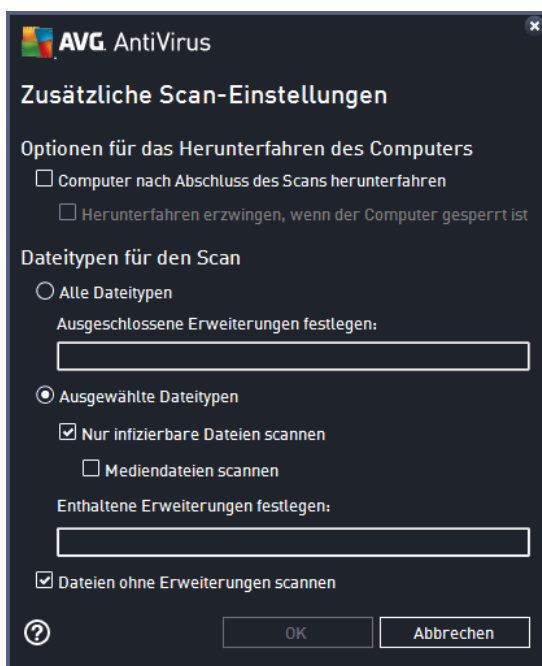 AVG. AntiVirus
Zusätzliche Scan-Einstellungen
Optionen für das Herunterfahren des Computers
Computer nach Abschluss des Scans herunterfahren
Herunterfahren erzwingen, wenn der Computer gesperrt ist
Dateitypen für den Scan
Alle Dateitypen
Ausgeschlossene Erweiterungen festlegen:
Ausgewählte Dateitypen
Nur infizierbare Dateien scannen
Mediendateien scannen
Enthaltene Erweiterungen festlegen:
Dateien ohne Erweiterungen scannen
?
OK
Abbrechen